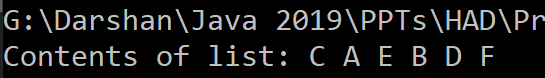 G:\Darshan\Java 2019\PPTs\HAD\Pr
Contents of list: C A E B D F